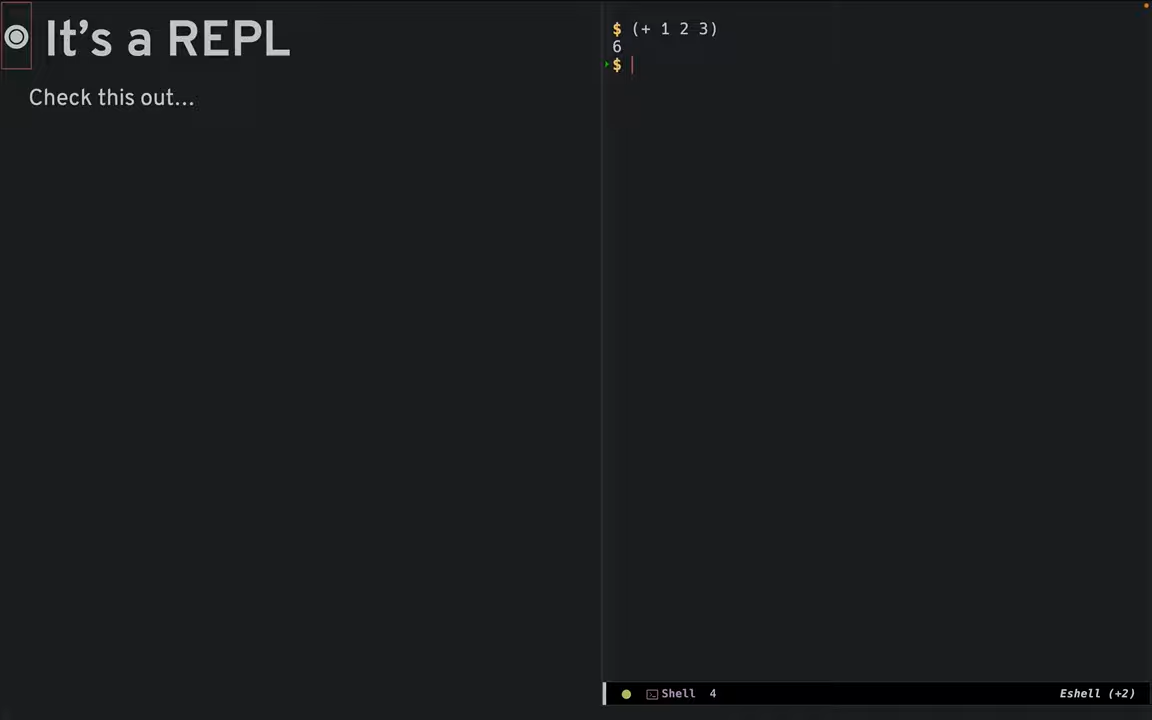 It’s a REPL
Check this out…
$ (+ 1 2 3)
6
$
Shell 4
Eshell (+2)